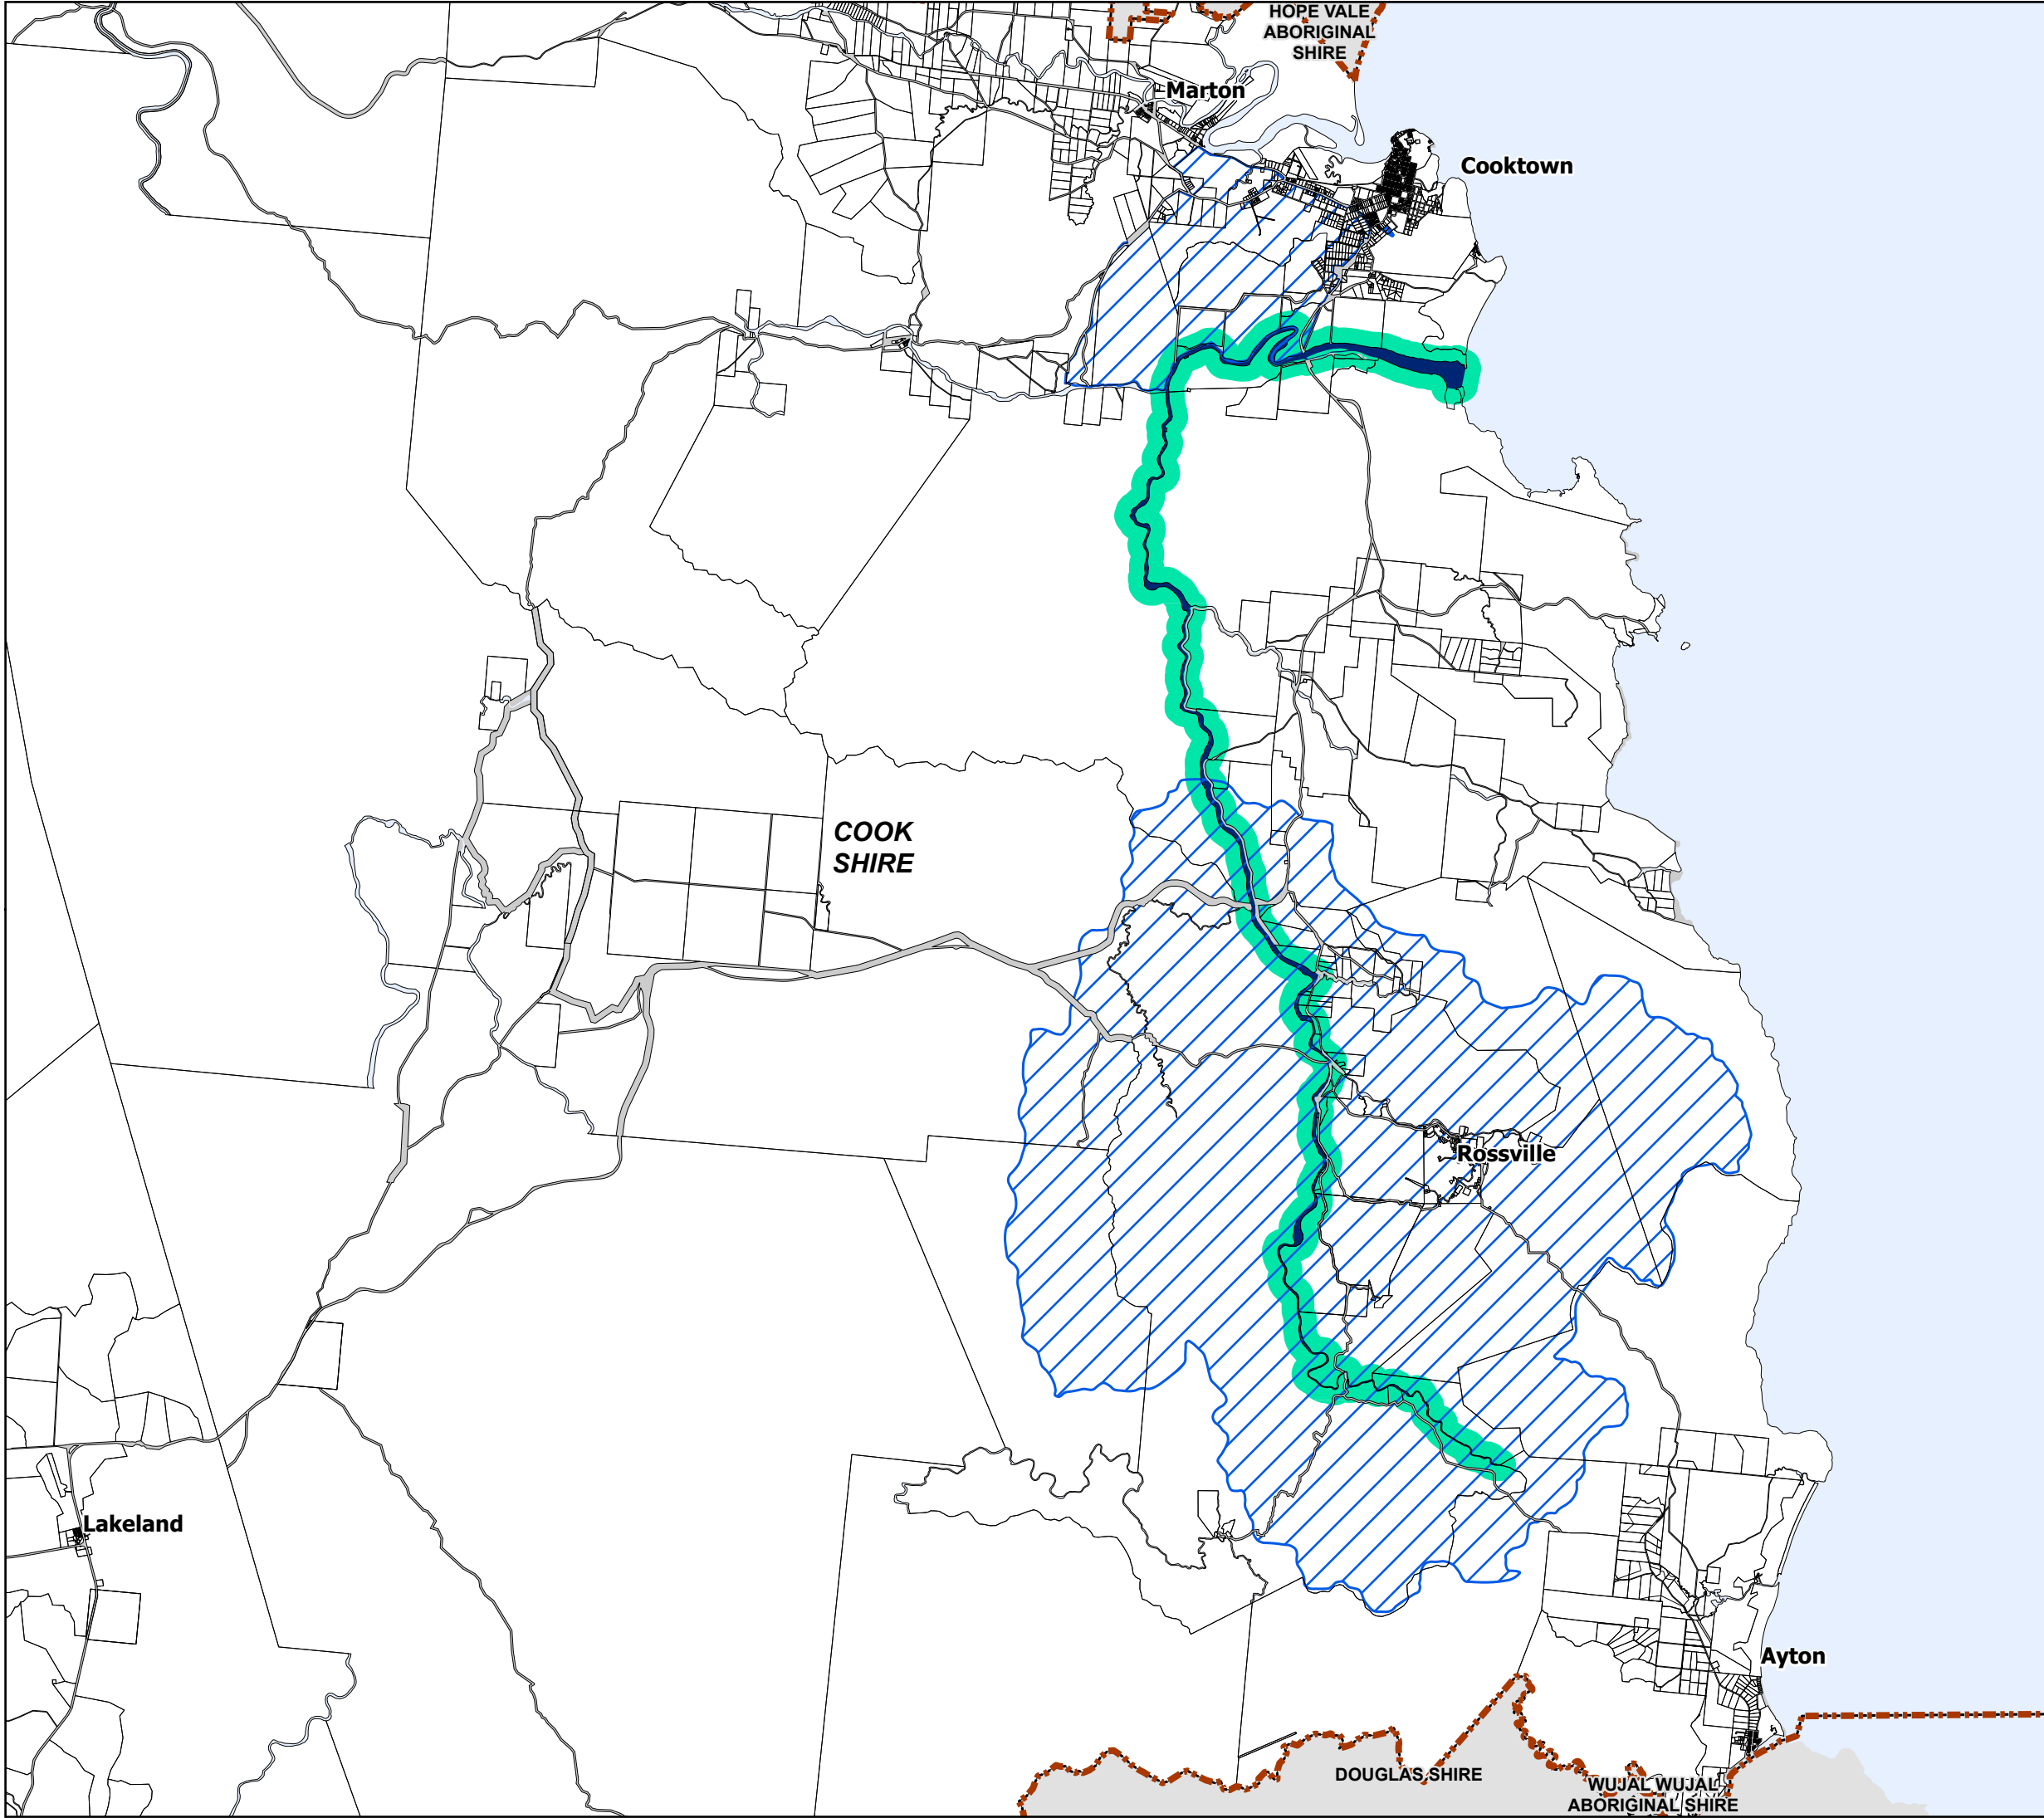 HOPE VALE
ABORIGINAL
SHIRE
Marton
Cooktown
COOK
SHIRE
Rossville
Lakeland
Ayton
DOUGLAS SHIRE
WUJAL WUJAL
ABORIGINAL SHIRE